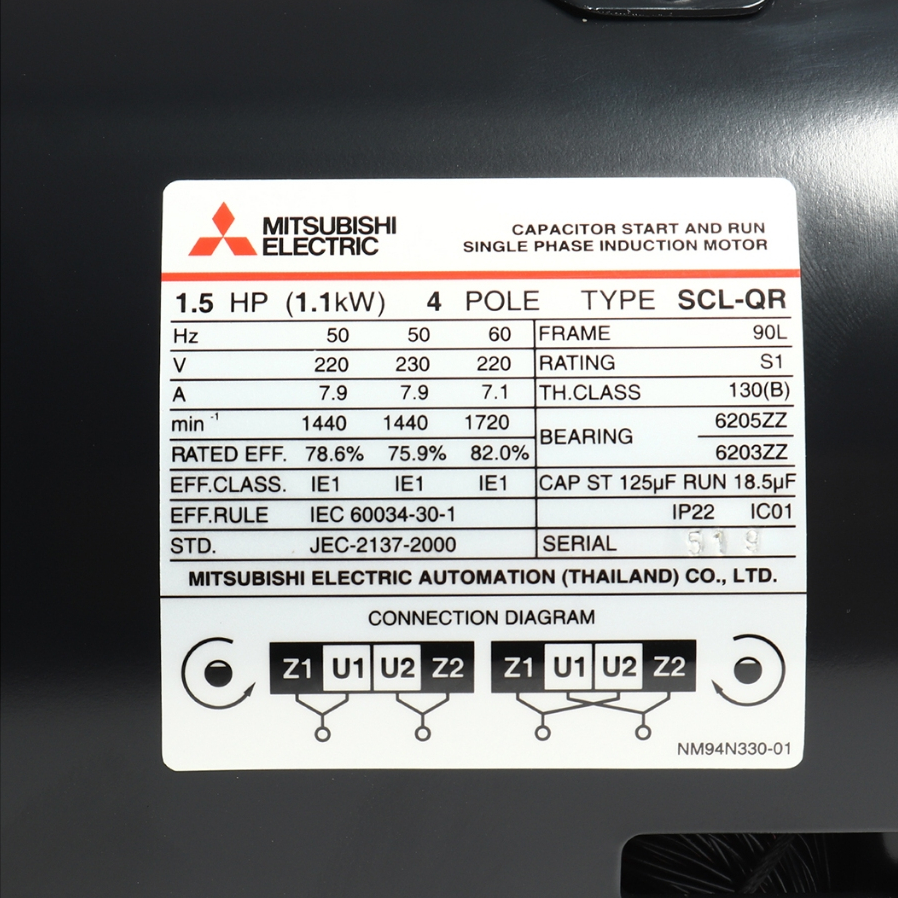 MITSUBISHI
ELECTRIC
CAPACITOR START AND RUN
SINGLE PHASE INDUCTION MOTOR
1.5 HP (1.1kW) 4 POLE TYPE SCL-QR
Hz 50 50 60 FRAME 90L
V 220 230 220 RATING S1
A 7.9 7.9 7.1 TH.CLASS 130(B)
min⁻¹ 1440 1440 1720 BEARING 6205ZZ
RATED EFF. 78.6% 75.9% 82.0% 6203ZZ
EFF.CLASS. IE1 IE1 IE1 CAP ST 125µF RUN 18.5µF
EFF.RULE IEC 60034-30-1 IP22 IC01
STD. JEC-2137-2000 SERIAL 519
MITSUBISHI ELECTRIC AUTOMATION (THAILAND) CO., LTD.
CONNECTION DIAGRAM
Z1 U1 U2 Z2 Z1 U1 U2 Z2
NM94N330-01